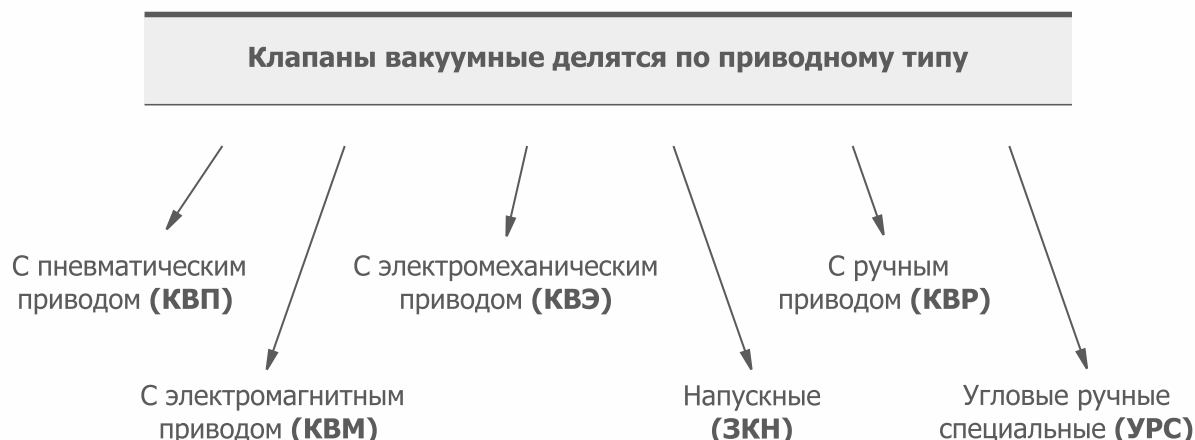 Клапаны вакуумные делятся по приводному типу
С пневматическим
приводом (КВП)
С электромеханическим
приводом (КВЭ)
С ручным
приводом (КВР)
С электромагнитным
приводом (КВМ)
Напускные
(ЗКН)
Угловые ручные
специальные (УРС)